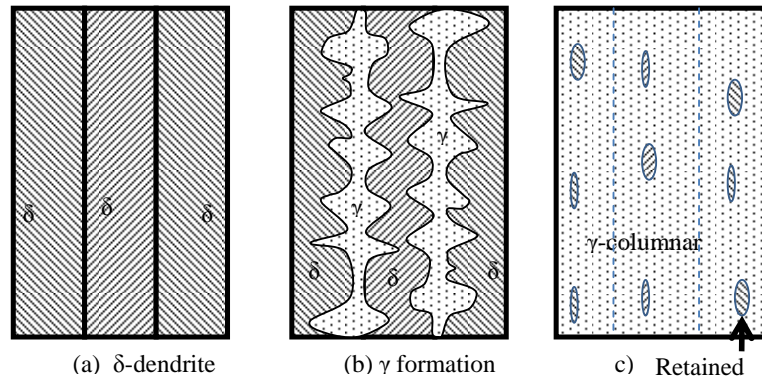 δ δ δ
γ γ
δ δ δ
γ-columnar
(a) δ-dendrite (b) γ formation c) Retained